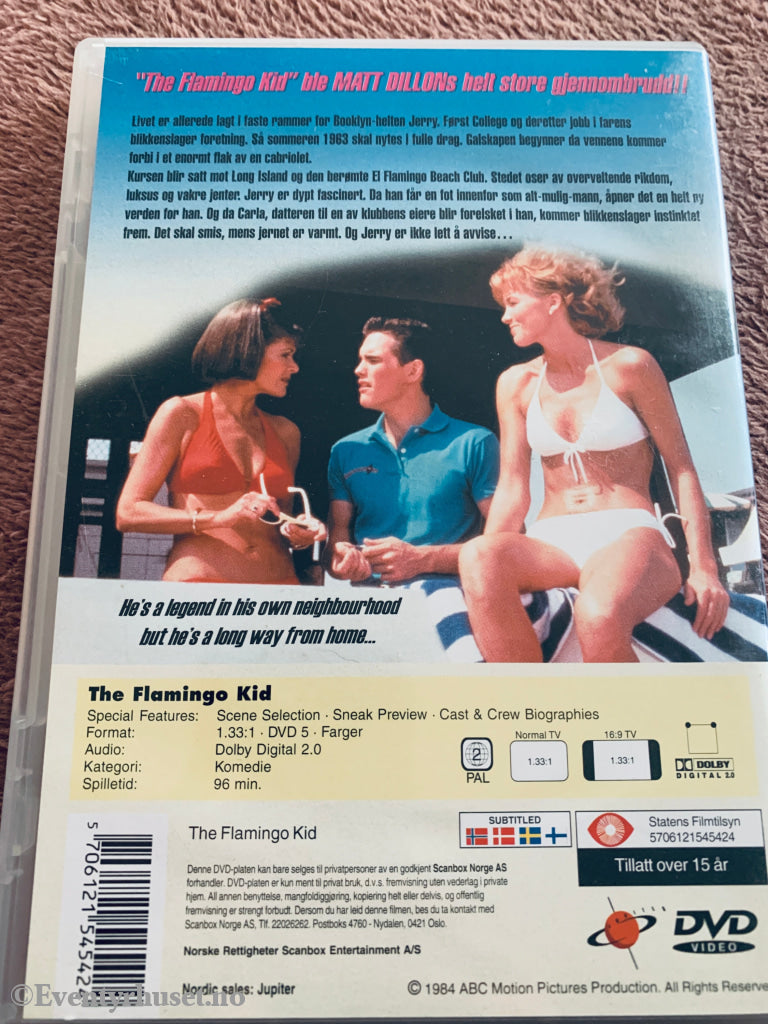 "The Flamingo Kid" ble MATT DILLONs helt store gjennombrudd!!
Livet er allerede lagt i faste rammer for Booklyn-helten Jerry. Først College og deretter jobb i farens
blikkenslager foretning. Så sommeren 1963 skal nytes i fulle drag. Galskapen begynner da vennene kommer
forbi i et enormt flak av en cabriolet.
Kursen blir satt mot Long Island og den berømte El Flamingo Beach Club. Stedet oser av overveltende rikdom,
luksus og vakre jenter. Jerry er dypt fascinert. Da han får en fot innenfor som alt-mulig-mann, åpner det en helt ny
verden for han. Og da Carla, datteren til en av klubbens eiere blir forelsket i han, kommer blikkenslager instinktet
frem. Det skal smis, mens jernet er varmt. Og Jerry er ikke lett å avvise...
He's a legend in his own neighbourhood
but he's a long way from home...
The Flamingo Kid
Special Features: Scene Selection · Sneak Preview · Cast & Crew Biographies
Format: 1.33:1 · DVD 5 · Farger
Audio: Dolby Digital 2.0
Kategori: Komedie
Spilletid: 96 min.
2
PAL
Normal TV
1.33:1
16:9 TV
1.33:1
DOLBY
DIGITAL 2.0
5 706121 545424
The Flamingo Kid
SUBTITLED
Statens Filmtilsyn
5706121545424
Tillatt over 15 år
Denne DVD-platen kan bare selges til privatpersoner av en godkjent Scanbox Norge AS
forhandler. DVD-platen er kun ment til privat bruk, d.v.s. fremvisning uten vederlag i private
hjem. All annen benyttelse, mangfoldiggjøring, kopiering helt eller delvis, og offentlig
fremvisning er strengt forbudt. Dersom du har leid denne filmen, bes du ta kontakt med
Scanbox Norge AS, Tlf. 22026262. Postboks 4760 - Nydalen, 0421 Oslo.
Norske Rettigheter Scanbox Entertainment A/S
Nordic sales: Jupiter
DVD
VIDEO
© 1984 ABC Motion Pictures Production. All Rights Reserve
©Eventyrhuset.no